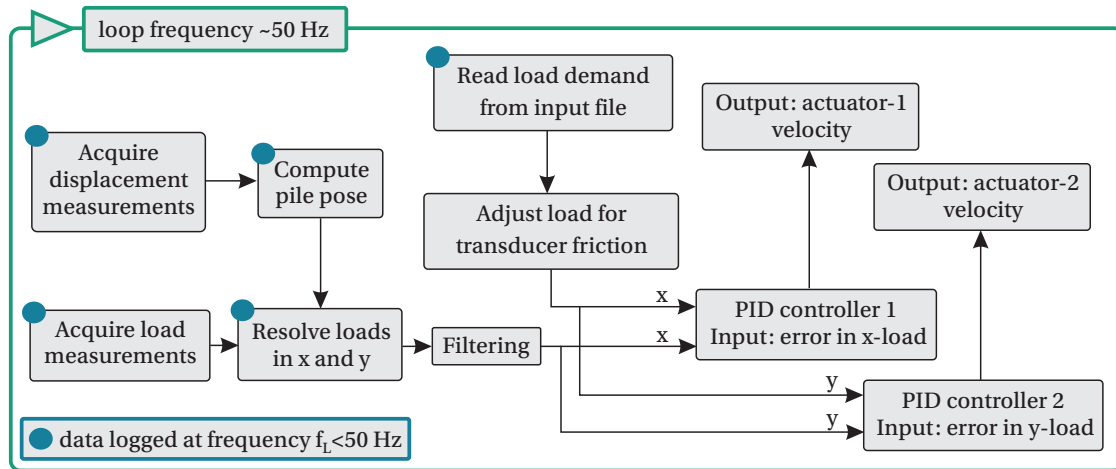 loop frequency ~50 Hz
Read load demand
from input file
Output: actuator-1
velocity
Acquire
displacement
measurements
Compute
pile pose
Output: actuator-2
velocity
Adjust load for
transducer friction
x
PID controller 1
Input: error in x-load
Acquire load
measurements
Resolve loads
in x and y
Filtering
x
y
PID controller 2
Input: error in y-load
y
data logged at frequency f_L<50 Hz